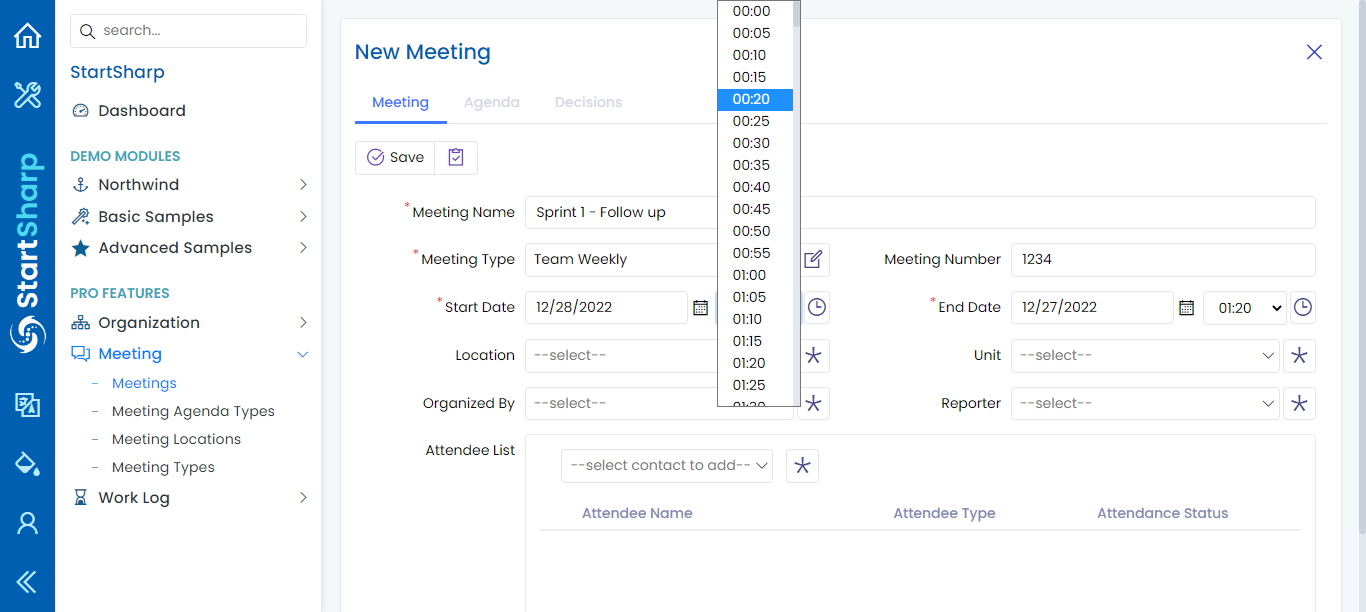 StartSharp
search...
StartSharp
Dashboard
DEMO MODULES
Northwind
Basic Samples
Advanced Samples
PRO FEATURES
Organization
Meeting
Meetings
Meeting Agenda Types
Meeting Locations
Meeting Types
Work Log
New Meeting
Meeting Agenda Decisions
Save
*Meeting Name Sprint 1 - Follow up
*Meeting Type Team Weekly
Meeting Number 1234
*Start Date 12/28/2022
*End Date 12/27/2022 01:20
Location --select--
Unit --select--
Organized By --select--
Reporter --select--
Attendee List
--select contact to add--
Attendee Name Attendee Type Attendance Status
00:00
00:05
00:10
00:15
00:20
00:25
00:30
00:35
00:40
00:45
00:50
00:55
01:00
01:05
01:10
01:15
01:20
01:25
01:30